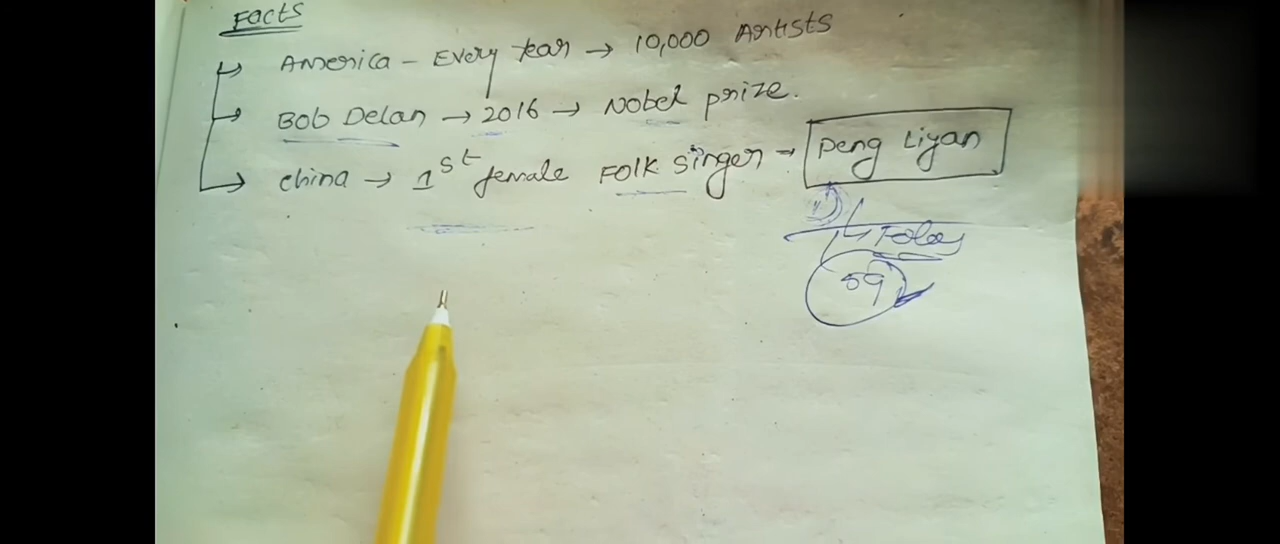 Facts
America - Every year → 10,000 Artists
Bob Delan → 2016 → Nobel prize.
China → 1st female Folk Singer → Peng Liyan
59